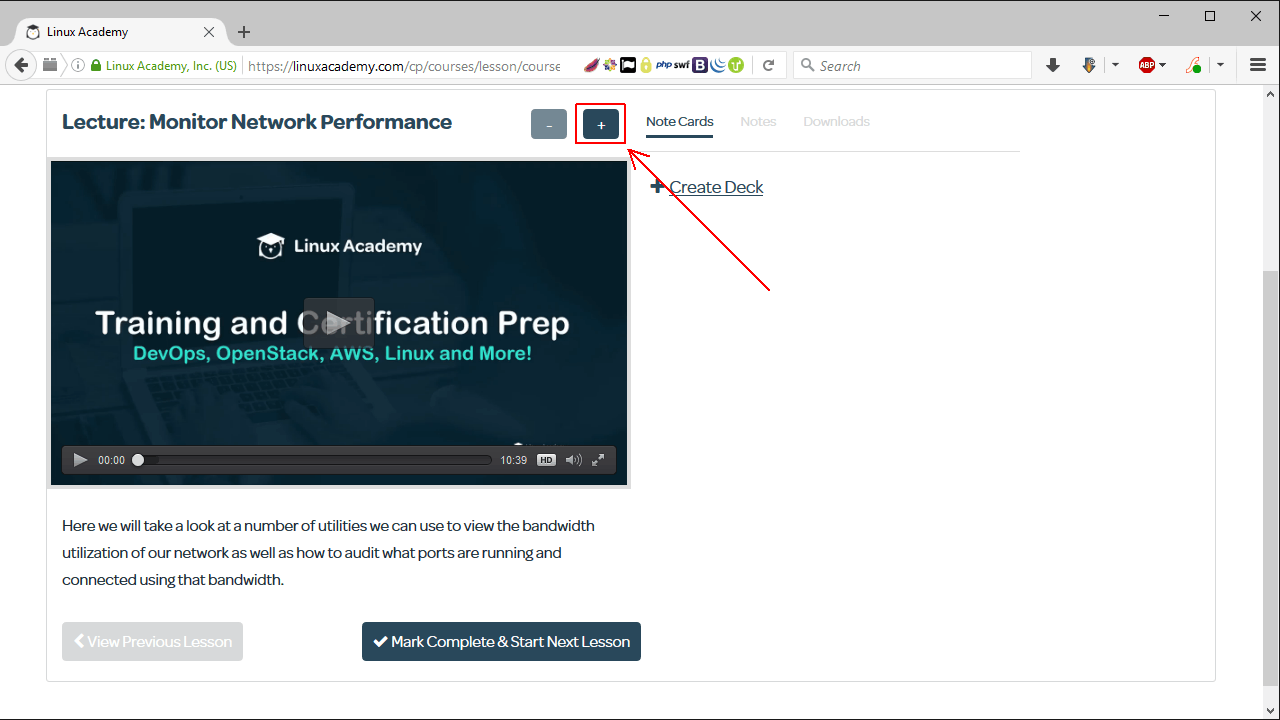 Linux Academy
Linux Academy, Inc. (US)
https://linuxacademy.com/cp/courses/lesson/course
php
swf
B
Search
ABP
Lecture: Monitor Network Performance
-
+
Note Cards
Notes
Downloads
Create Deck
Linux Academy
Training and Certification Prep
DevOps, OpenStack, AWS, Linux and More!
00:00
10:39
HD
Here we will take a look at a number of utilities we can use to view the bandwidth
utilization of our network as well as how to audit what ports are running and
connected using that bandwidth.
View Previous Lesson
Mark Complete & Start Next Lesson